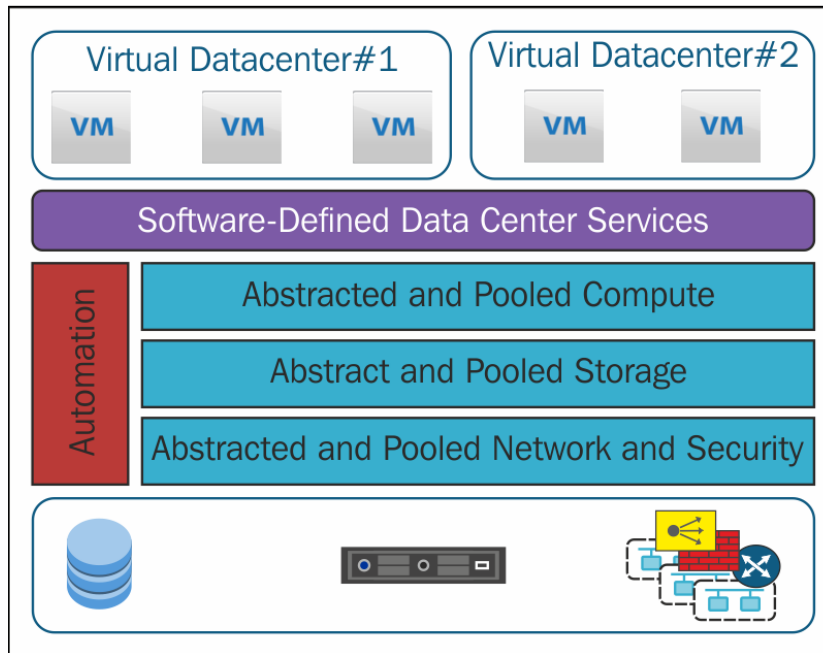 Virtual Datacenter#1
VM VM VM
Virtual Datacenter#2
VM VM
Software-Defined Data Center Services
Automation
Abstracted and Pooled Compute
Abstract and Pooled Storage
Abstracted and Pooled Network and Security